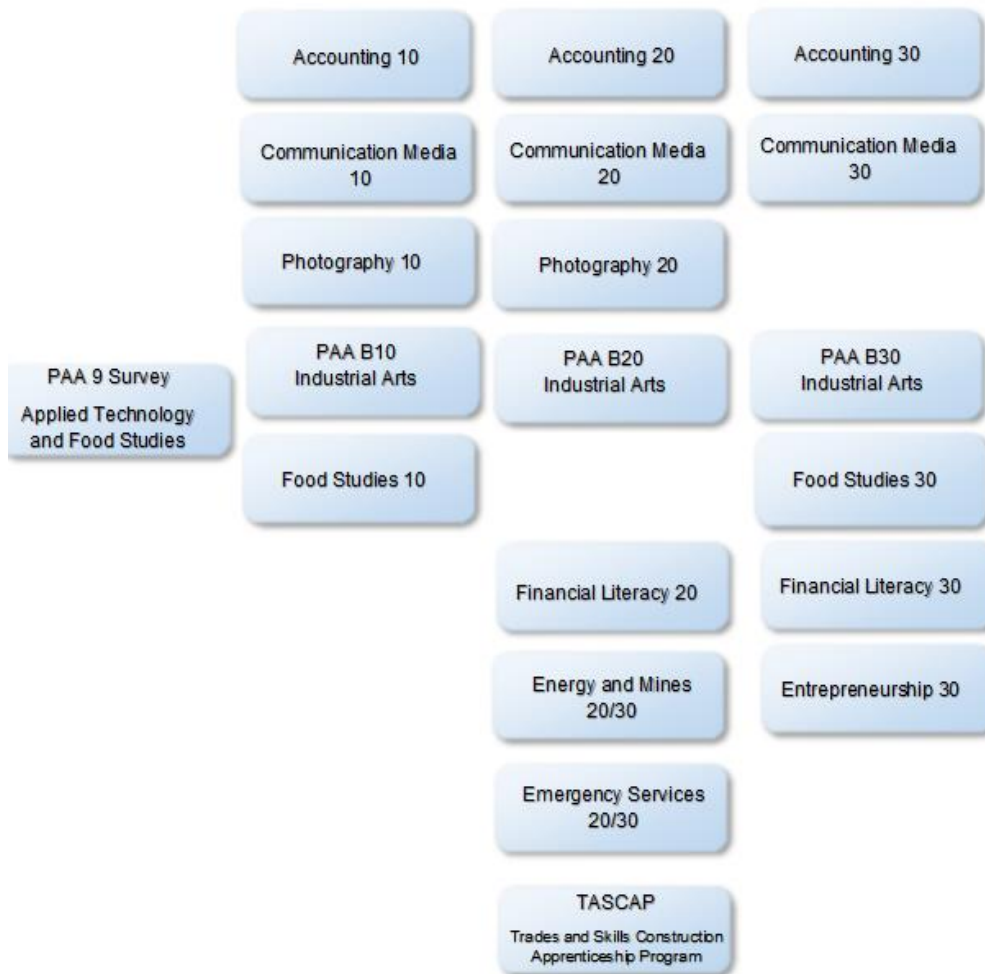 Accounting 10
Accounting 20
Accounting 30
Communication Media
10
Communication Media
20
Communication Media
30
Photography 10
Photography 20
PAA 9 Survey
Applied Technology
and Food Studies
PAA B10
Industrial Arts
PAA B20
Industrial Arts
PAA B30
Industrial Arts
Food Studies 10
Food Studies 30
Financial Literacy 20
Financial Literacy 30
Energy and Mines
20/30
Entrepreneurship 30
Emergency Services
20/30
TASCAP
Trades and Skills Construction
Apprenticeship Program